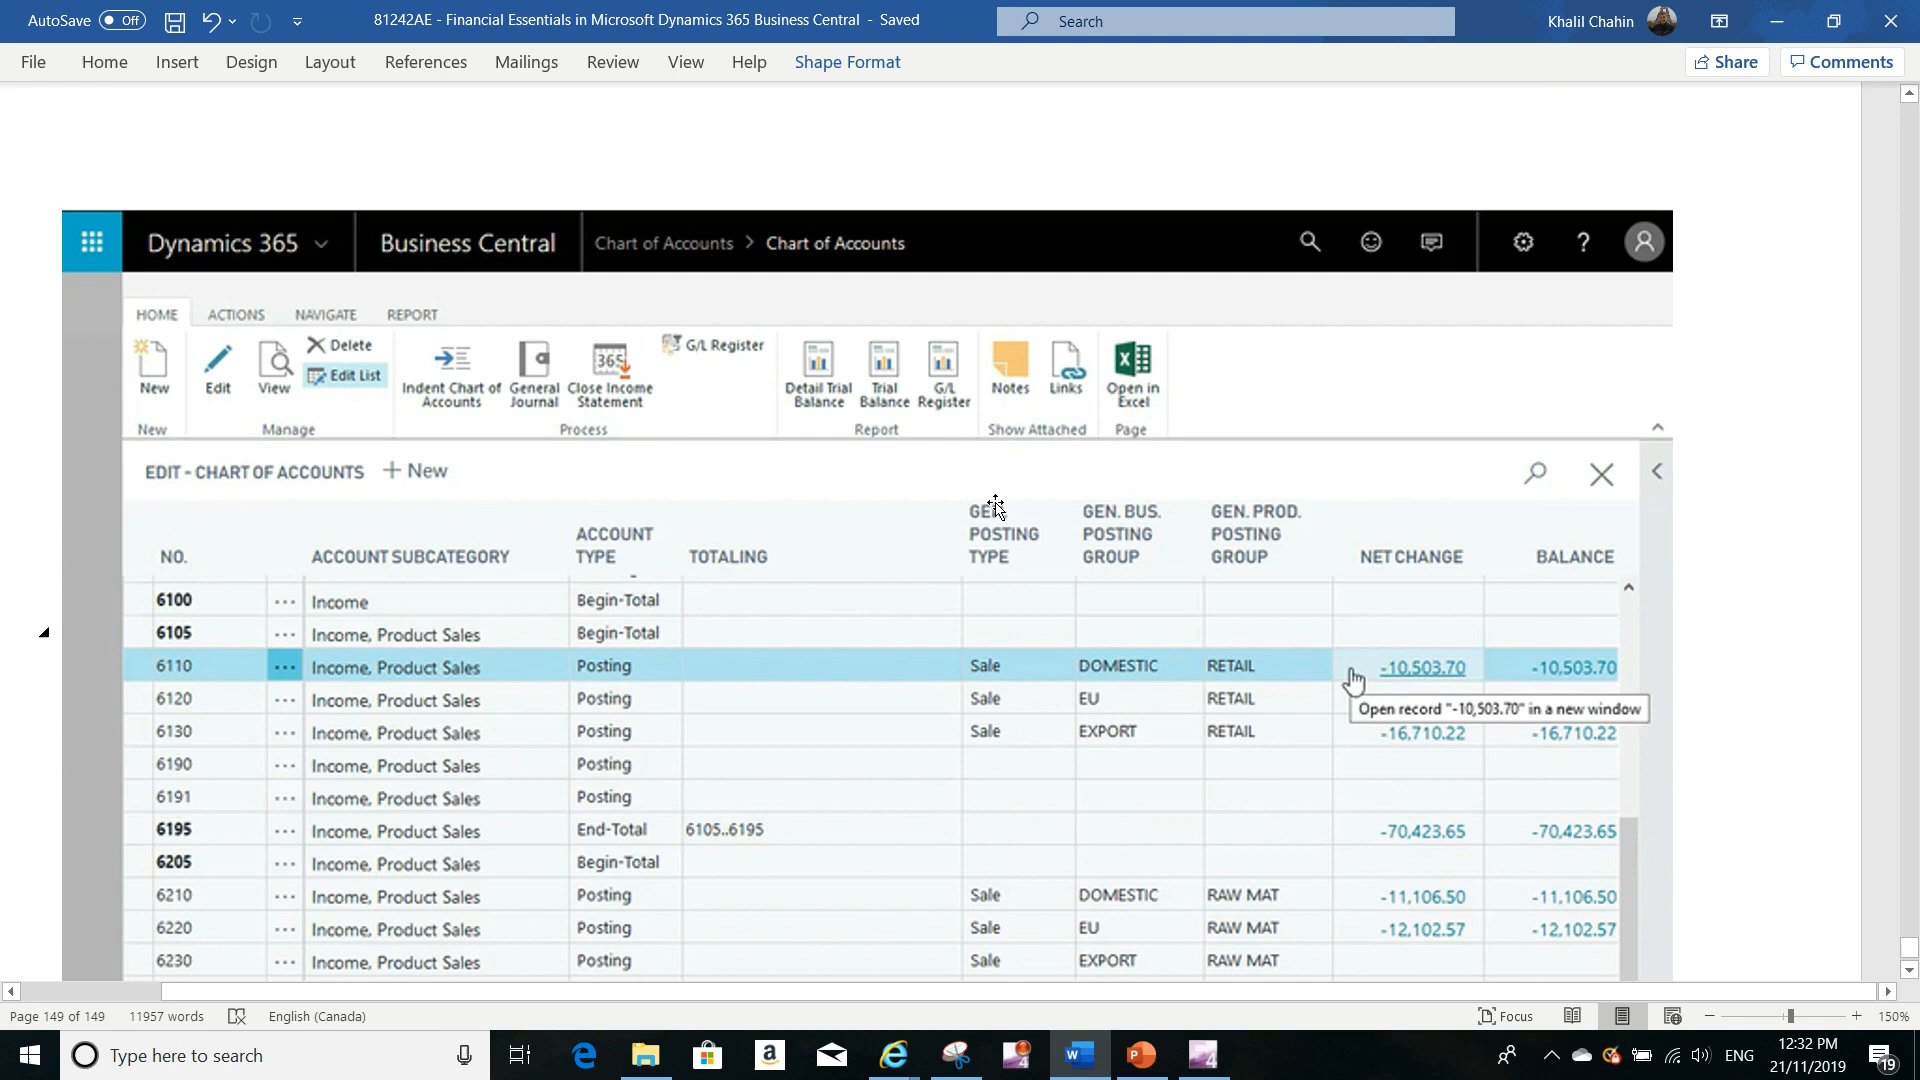 AutoSave Off 81242AE - Financial Essentials in Microsoft Dynamics 365 Business Central - Saved Search Khalil Chahin
File Home Insert Design Layout References Mailings Review View Help Shape Format Share Comments
Dynamics 365 Business Central Chart of Accounts > Chart of Accounts ?
HOME ACTIONS NAVIGATE REPORT
New Edit View Delete Edit List Indent Chart of Accounts General Journal 365 Close Income Statement G/L Register Detail Trial Balance Trial Balance G/L Register Notes Links Open in Excel
New Manage Process Report Show Attached Page
EDIT - CHART OF ACCOUNTS + New
NO. ACCOUNT SUBCATEGORY ACCOUNT TYPE TOTALING POSTING TYPE GEN. BUS. POSTING GROUP GEN. PROD. POSTING GROUP NET CHANGE BALANCE
6100 ... Income Begin-Total
6105 ... Income, Product Sales Begin-Total
6110 ... Income, Product Sales Posting Sale DOMESTIC RETAIL -10,503.70 -10,503.70
6120 ... Income, Product Sales Posting Sale EU RETAIL
Open record "-10,503.70" in a new window
6130 ... Income, Product Sales Posting Sale EXPORT RETAIL -16,710.22 -16,710.22
6190 ... Income, Product Sales Posting
6191 ... Income, Product Sales Posting
6195 ... Income, Product Sales End-Total 6105..6195 -70,423.65 -70,423.65
6205 ... Income, Product Sales Begin-Total
6210 ... Income, Product Sales Posting Sale DOMESTIC RAW MAT -11,106.50 -11,106.50
6220 ... Income, Product Sales Posting Sale EU RAW MAT -12,102.57 -12,102.57
6230 ... Income, Product Sales Posting Sale EXPORT RAW MAT
Page 149 of 149 11957 words English (Canada) Focus 150%
Type here to search ENG 12:32 PM
21/11/2019 19